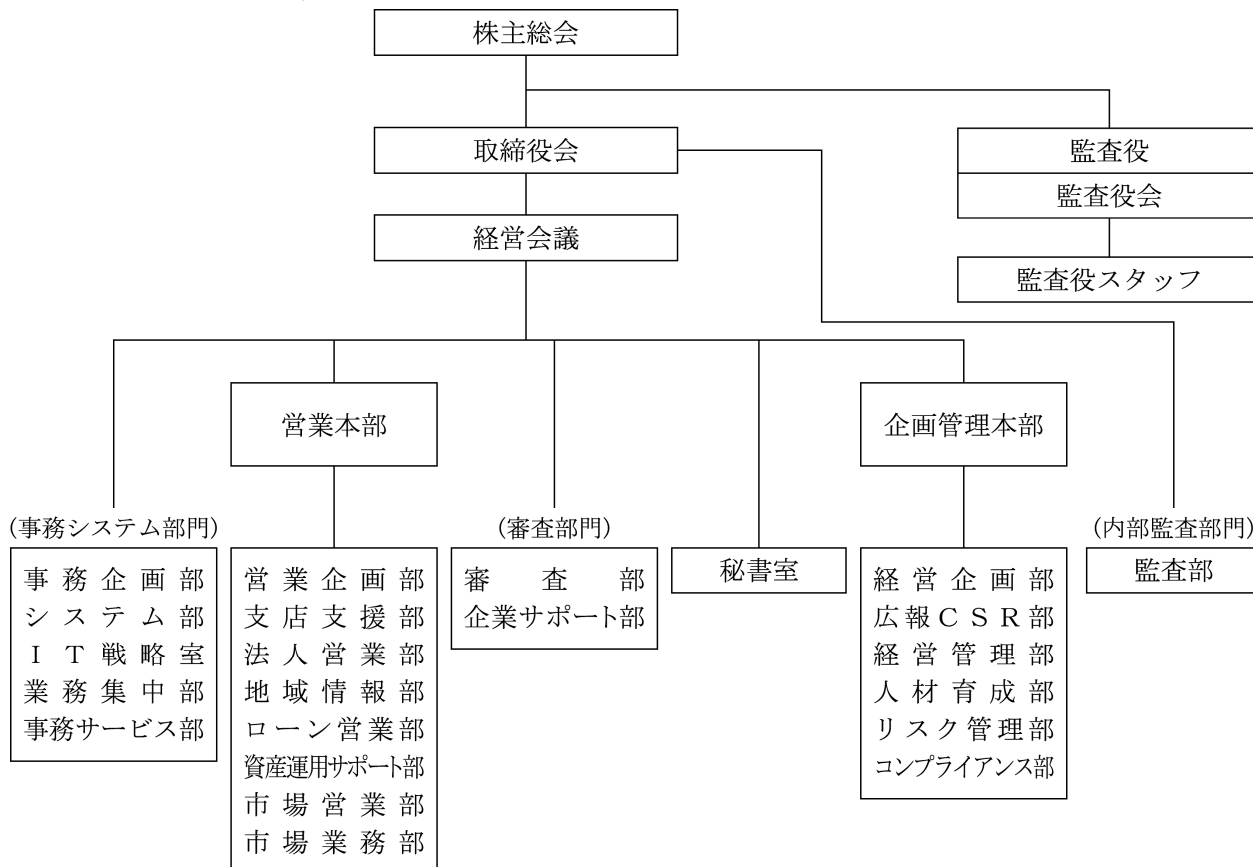 株主総会
取締役会
監査役
監査役会
経営会議
監査役スタッフ
営業本部
企画管理本部
(事務システム部門)
事務企画部
システム部
ＩＴ戦略室
業務集中部
事務サービス部
営業企画部
支店支援部
法人営業部
地域情報部
ローン営業部
資産運用サポート部
市場営業部
市場業務部
(審査部門)
審査部
企業サポート部
秘書室
経営企画部
広報ＣＳＲ部
経営管理部
人材育成部
リスク管理部
コンプライアンス部
(内部監査部門)
監査部